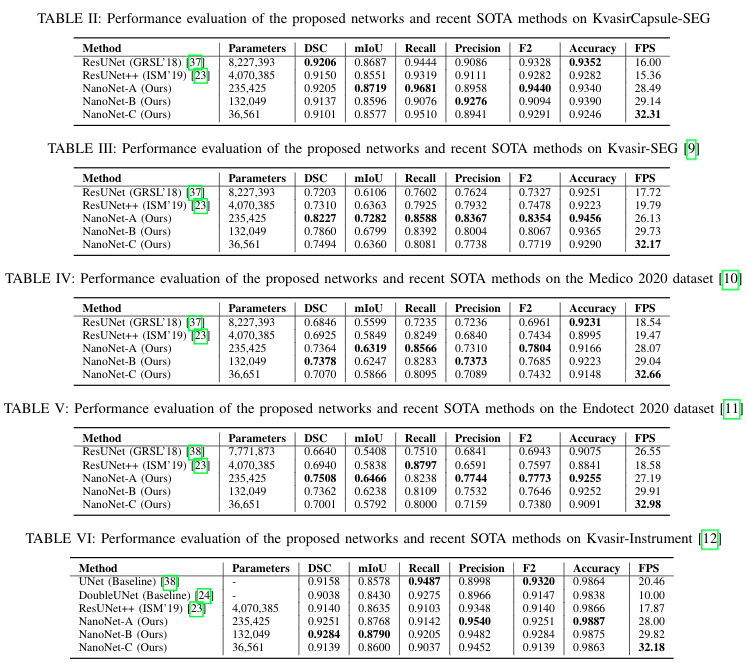 TABLE II: Performance evaluation of the proposed networks and recent SOTA methods on KvasirCapsule-SEG
Method Parameters DSC mIoU Recall Precision F2 Accuracy FPS
ResUNet (GRSL'18) [37] 8,227,393 0.9206 0.8687 0.9444 0.9086 0.9328 0.9352 16.00
ResUNet++ (ISM'19) [23] 4,070,385 0.9150 0.8551 0.9319 0.9111 0.9282 0.9282 15.36
NanoNet-A (Ours) 235,425 0.9205 0.8719 0.9681 0.8958 0.9440 0.9340 28.49
NanoNet-B (Ours) 132,049 0.9137 0.8596 0.9076 0.9276 0.9094 0.9390 29.14
NanoNet-C (Ours) 36,561 0.9101 0.8577 0.9510 0.8941 0.9291 0.9246 32.31
TABLE III: Performance evaluation of the proposed networks and recent SOTA methods on Kvasir-SEG [9]
Method Parameters DSC mIoU Recall Precision F2 Accuracy FPS
ResUNet (GRSL'18) [37] 8,227,393 0.7203 0.6106 0.7602 0.7624 0.7327 0.9251 17.72
ResUNet++ (ISM'19) [23] 4,070,385 0.7310 0.6363 0.7925 0.7932 0.7478 0.9223 19.79
NanoNet-A (Ours) 235,425 0.8227 0.7282 0.8588 0.8367 0.8354 0.9456 26.13
NanoNet-B (Ours) 132,049 0.7860 0.6799 0.8392 0.8004 0.8067 0.9365 29.73
NanoNet-C (Ours) 36,561 0.7494 0.6360 0.8081 0.7738 0.7719 0.9290 32.17
TABLE IV: Performance evaluation of the proposed networks and recent SOTA methods on the Medico 2020 dataset [10]
Method Parameters DSC mIoU Recall Precision F2 Accuracy FPS
ResUNet (GRSL'18) [37] 8,227,393 0.6846 0.5599 0.7235 0.7236 0.6961 0.9231 18.54
ResUNet++ (ISM'19) [23] 4,070,385 0.6925 0.5849 0.8249 0.6840 0.7434 0.8995 19.47
NanoNet-A (Ours) 235,425 0.7364 0.6319 0.8566 0.7310 0.7804 0.9166 28.07
NanoNet-B (Ours) 132,049 0.7378 0.6247 0.8283 0.7373 0.7685 0.9223 29.04
NanoNet-C (Ours) 36,651 0.7070 0.5866 0.8095 0.7089 0.7432 0.9148 32.66
TABLE V: Performance evaluation of the proposed networks and recent SOTA methods on the Endotect 2020 dataset [11]
Method Parameters DSC mIoU Recall Precision F2 Accuracy FPS
ResUNet (GRSL'18) [38] 7,771,873 0.6640 0.5408 0.7510 0.6841 0.6943 0.9075 26.55
ResUNet++ (ISM'19) [23] 4,070,385 0.6940 0.5838 0.8797 0.6591 0.7597 0.8841 18.58
NanoNet-A (Ours) 235,425 0.7508 0.6466 0.8238 0.7744 0.7773 0.9255 27.19
NanoNet-B (Ours) 132,049 0.7362 0.6238 0.8109 0.7532 0.7646 0.9252 29.91
NanoNet-C (Ours) 36,651 0.7001 0.5792 0.8000 0.7159 0.7380 0.9091 32.98
TABLE VI: Performance evaluation of the proposed networks and recent SOTA methods on Kvasir-Instrument [12]
Method Parameters DSC mIoU Recall Precision F2 Accuracy FPS
UNet (Baseline) [38] - 0.9158 0.8578 0.9487 0.8998 0.9320 0.9864 20.46
DoubleUNet (Baseline) [24] - 0.9038 0.8430 0.9275 0.8966 0.9147 0.9838 10.00
ResUNet++ (ISM'19) [23] 4,070,385 0.9140 0.8635 0.9103 0.9348 0.9140 0.9866 17.87
NanoNet-A (Ours) 235,425 0.9251 0.8768 0.9142 0.9540 0.9251 0.9887 28.00
NanoNet-B (Ours) 132,049 0.9284 0.8790 0.9205 0.9482 0.9284 0.9875 29.82
NanoNet-C (Ours) 36,561 0.9139 0.8600 0.9037 0.9452 0.9139 0.9863 32.18